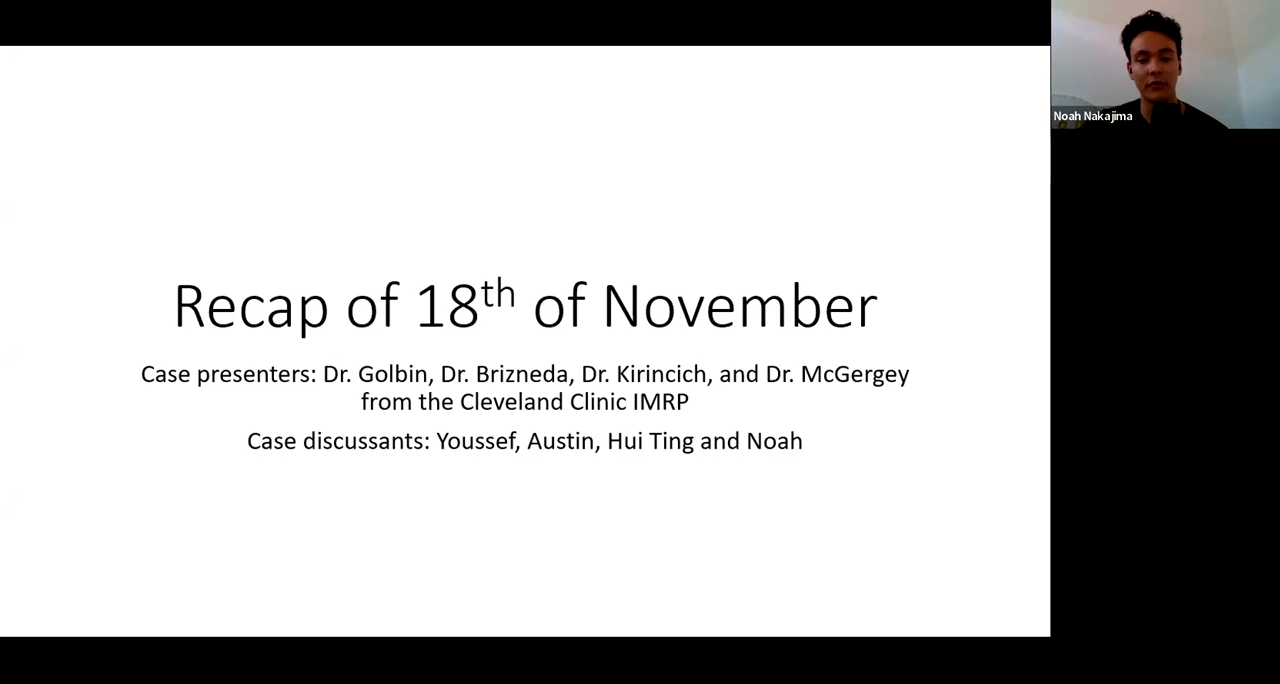 Recap of 18th of November
Case presenters: Dr. Golbin, Dr. Brizneda, Dr. Kirincich, and Dr. McGergey
from the Cleveland Clinic IMRP
Case discussants: Youssef, Austin, Hui Ting and Noah
Noah Nakajima